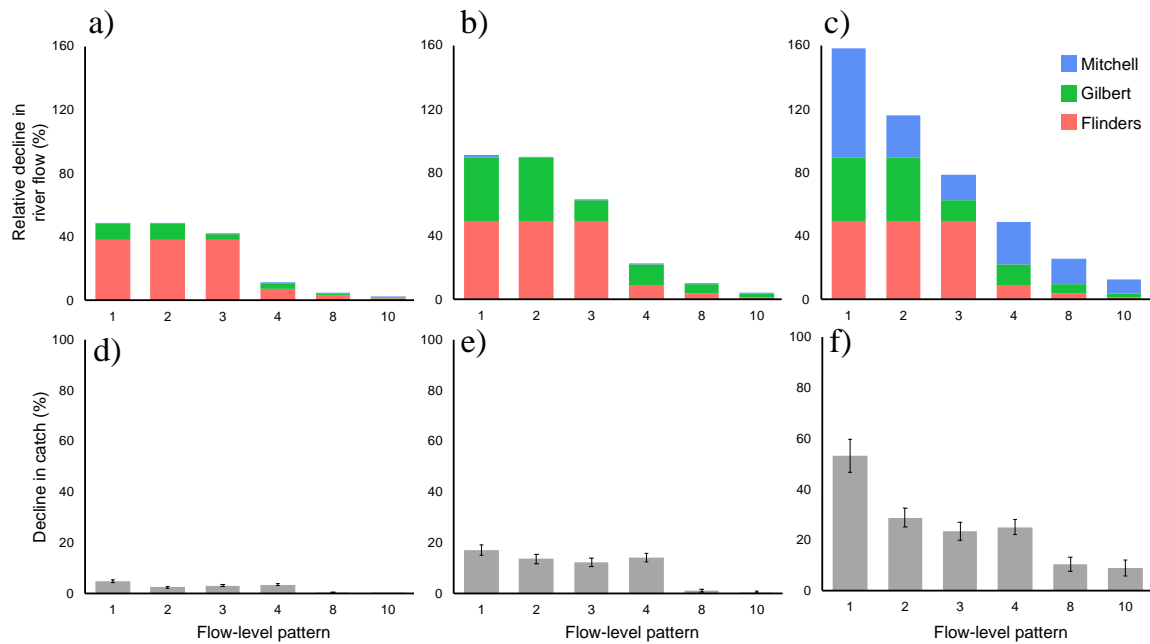 a)
b)
c)
Relative decline in
river flow (%)
160
120
80
40
0
1 2 3 4 8 10
160
120
80
40
0
1 2 3 4 8 10
160
120
80
40
0
1 2 3 4 8 10
Mitchell
Gilbert
Flinders
d)
e)
f)
Decline in catch (%)
100
80
60
40
20
0
1 2 3 4 8 10
Flow-level pattern
100
80
60
40
20
0
1 2 3 4 8 10
Flow-level pattern
100
80
60
40
20
0
1 2 3 4 8 10
Flow-level pattern